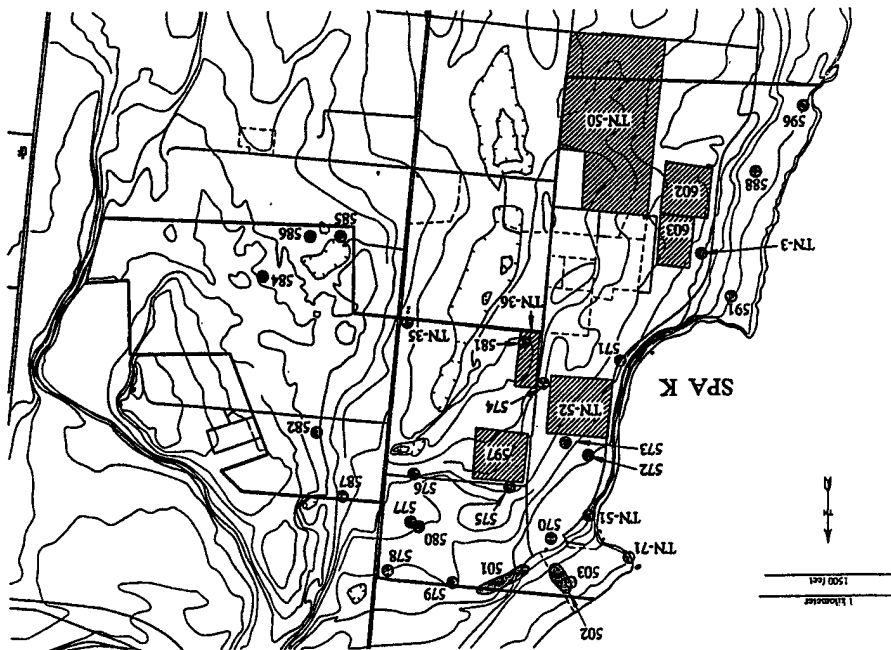 502
TN-71
503
501
579
578
570
TN-51
580
577
575
576
587
572
573
597
582
TN-52
574
SPA K
571
581
TN-35
TN-36
591
584
TN-3
586
585
603
602
588
TN-50
596
N
1500 feet
1 kilometer